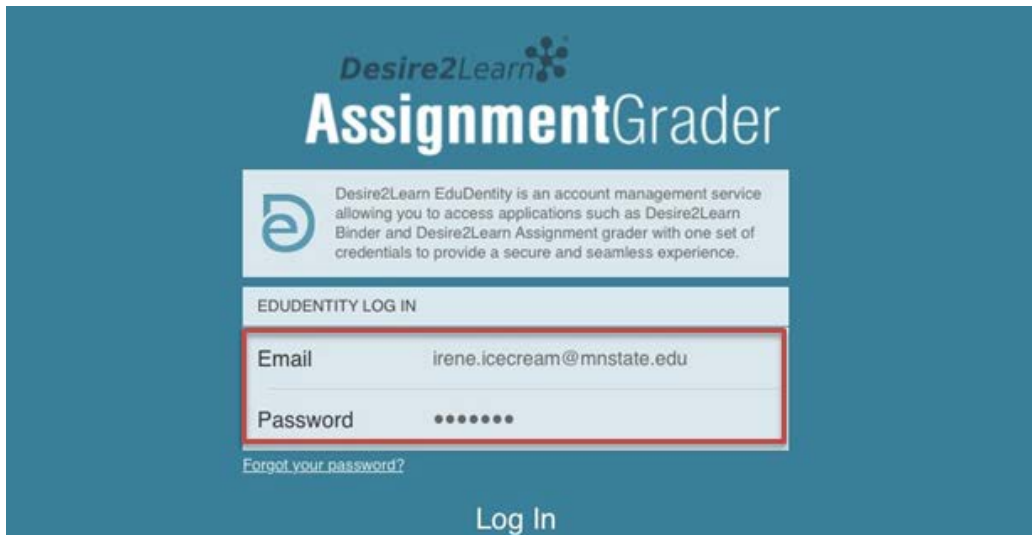 Desire2Learn
AssignmentGrader
Desire2Learn EduDentity is an account management service
allowing you to access applications such as Desire2Learn
Binder and Desire2Learn Assignment grader with one set of
credentials to provide a secure and seamless experience.
EDUDENTITY LOG IN
Email irene.icecream@mnstate.edu
Password •••••••
Forgot your password?
Log In